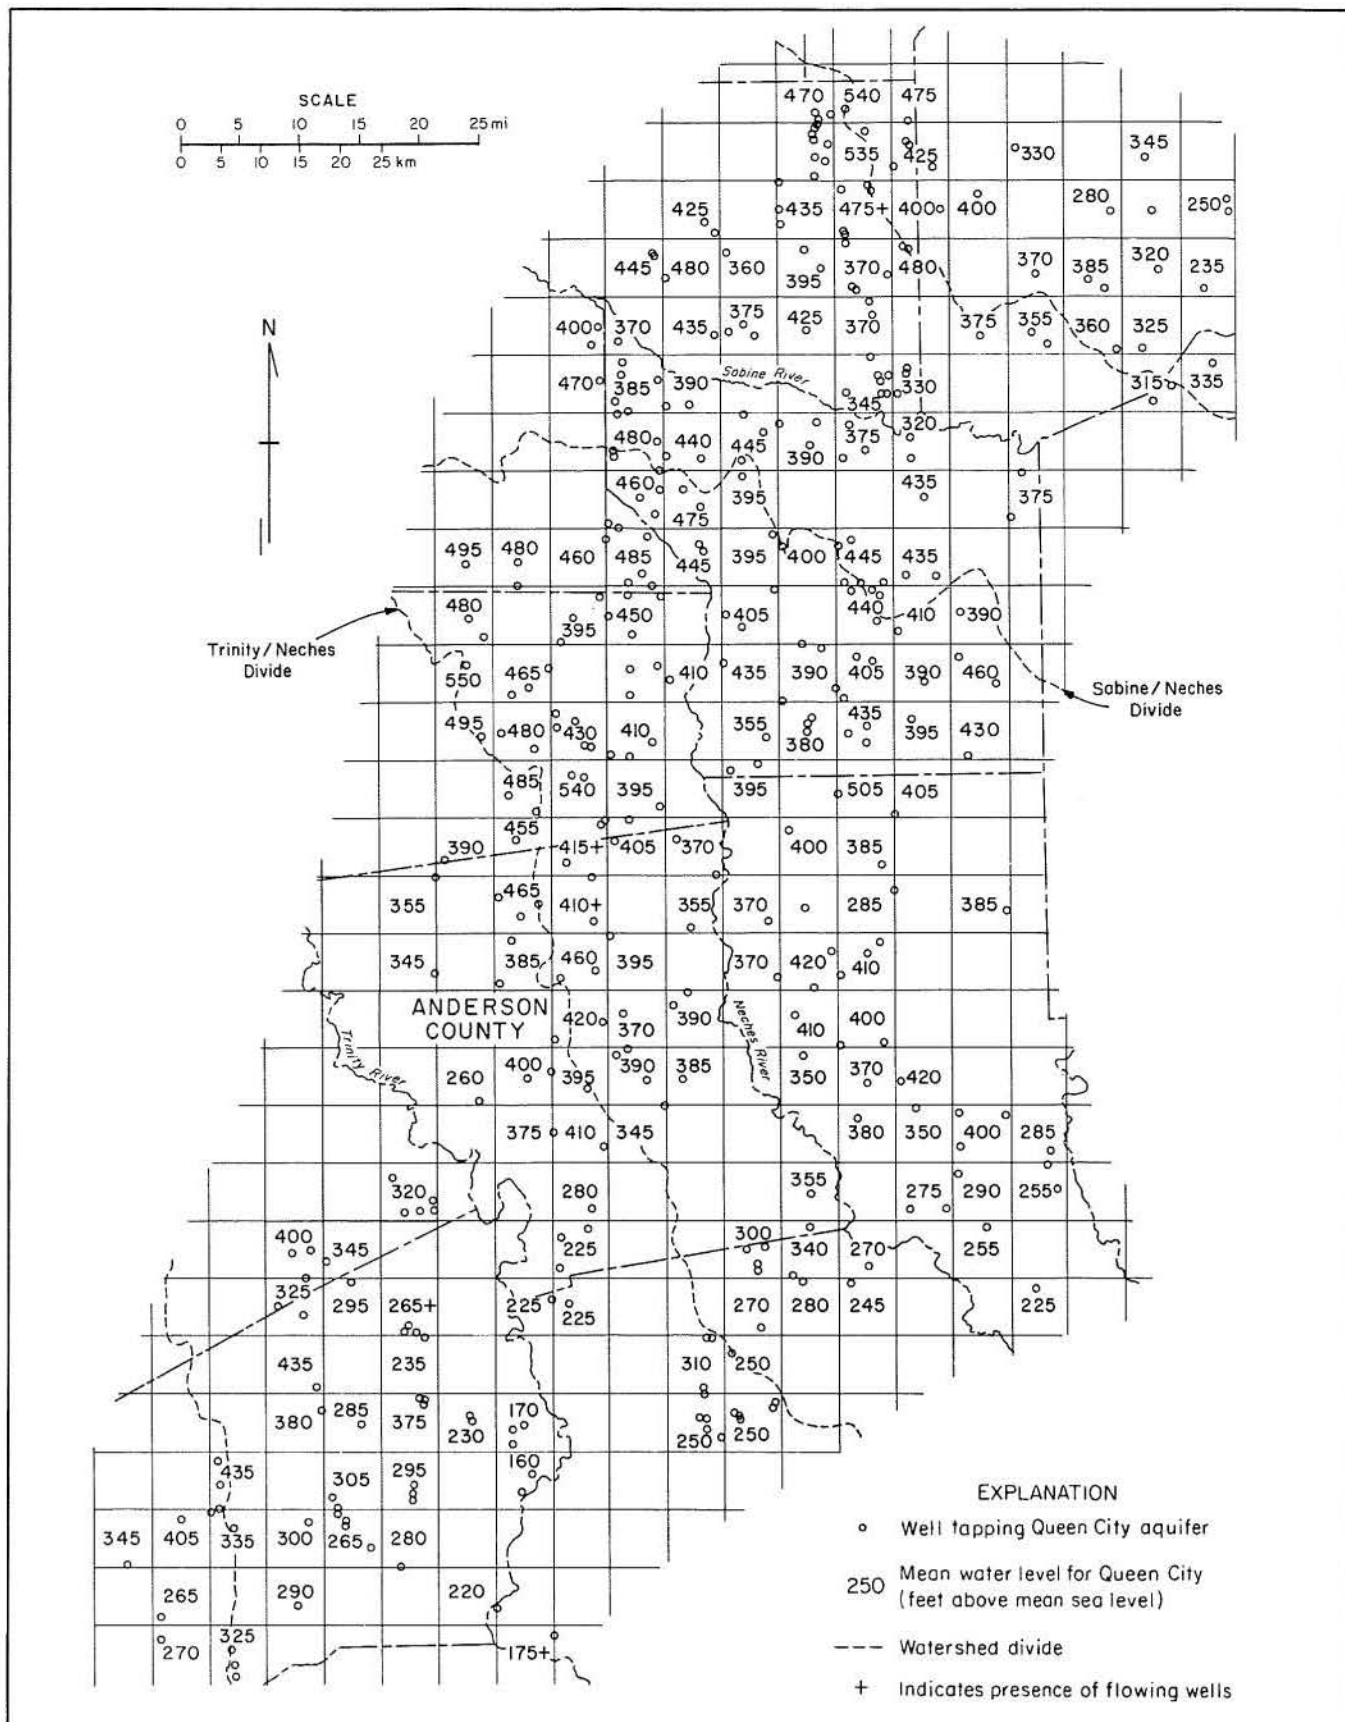 SCALE
0 5 10 15 20 25 mi
0 5 10 15 20 25 km
470 540 475
535 425 330 345
425 435 475+ 400 400 280 250
445 480 360 395 370 480 370 385 320 235
400 370 435 375 425 370 375 355 360 325
N
470 385 390 Sabine River 345 330 315 335
480 440 445 390 375 320
460 475 395 435 375
495 480 460 485 445 395 400 445 435
480 395 450 405 440 410 390
Trinity/Neches
Divide
550 465 410 435 390 405 390 460
Sabine/Neches
Divide
495 480 430 410 355 380 435 395 430
485 540 395 395 505 405
390 455 415+ 405 370 400 385
355 465 410+ 355 370 285 385
345 385 460 395 370 420 410
ANDERSON
COUNTY
420 370 390 410 400
Trinity River
Neches River
260 400 395 390 385 350 370 420
375 410 345 380 350 400 285
320 280 355 275 290 255
400 345 225 300 340 270 255
325 295 265+ 225 225 270 280 245 225
435 235 310 250
380 285 375 230 170 250 250
435 305 295 160
345 405 335 300 265 280
265 290 220
270 325 175+
EXPLANATION
Well tapping Queen City aquifer
250 Mean water level for Queen City
(feet above mean sea level)
Watershed divide
+ Indicates presence of flowing wells